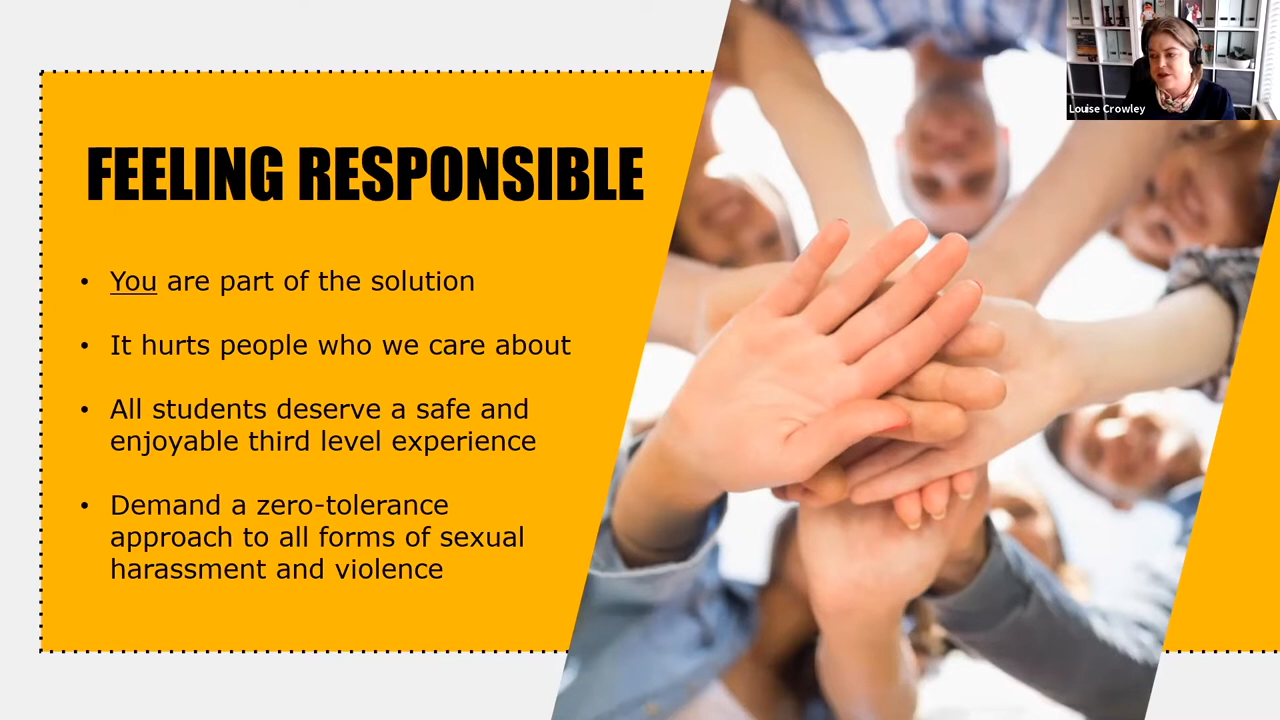 FEELING RESPONSIBLE
• You are part of the solution
• It hurts people who we care about
• All students deserve a safe and
enjoyable third level experience
• Demand a zero-tolerance
approach to all forms of sexual
harassment and violence
Louise Crowley